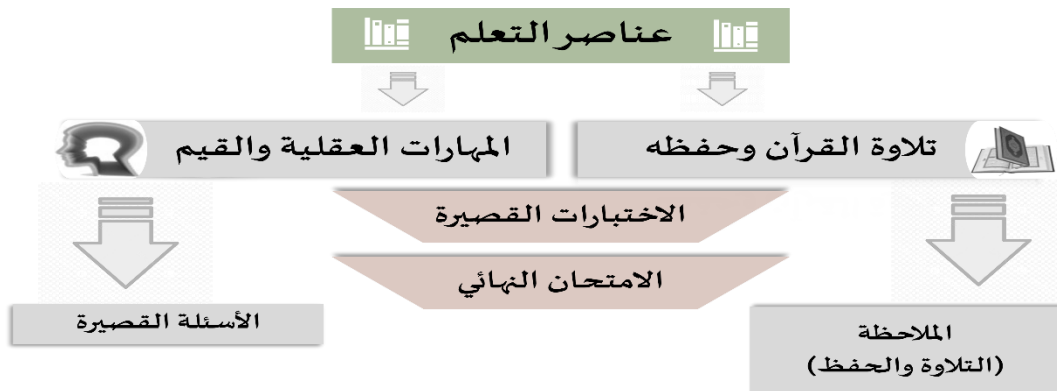 عناصر التعلم
تلاوة القرآن وحفظه
المهارات العقلية والقيم
الاختبارات القصيرة
الامتحان النهائي
الملاحظة
(التلاوة والحفظ)
الأسئلة القصيرة